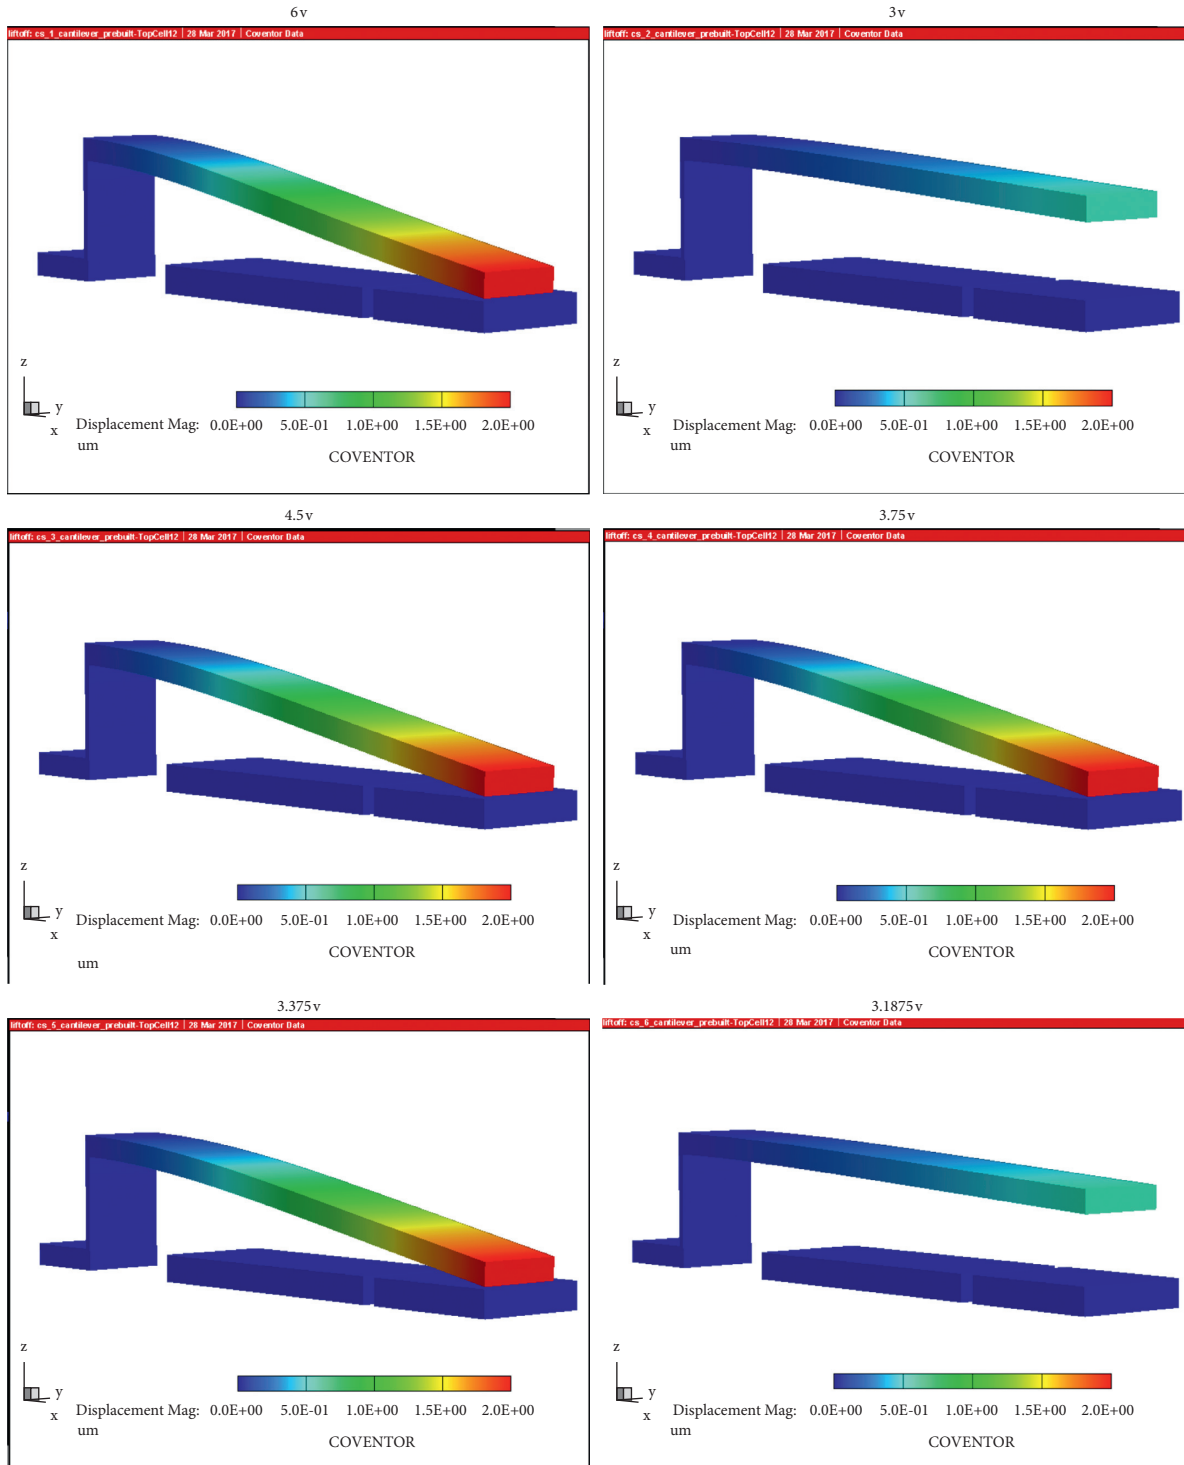 6v
liftoff: cs_1_cantilever_prebuilt-TopCell12 | 28 Mar 2017 | Coventor Data
z
y
x
Displacement Mag: 0.0E+00 5.0E-01 1.0E+00 1.5E+00 2.0E+00
um
COVENTOR
3v
liftoff: cs_2_cantilever_prebuilt-TopCell12 | 28 Mar 2017 | Coventor Data
z
y
x
Displacement Mag: 0.0E+00 5.0E-01 1.0E+00 1.5E+00 2.0E+00
um
COVENTOR
4.5v
liftoff: cs_3_cantilever_prebuilt-TopCell12 | 28 Mar 2017 | Coventor Data
z
y
x
Displacement Mag: 0.0E+00 5.0E-01 1.0E+00 1.5E+00 2.0E+00
um
COVENTOR
3.75v
liftoff: cs_4_cantilever_prebuilt-TopCell12 | 28 Mar 2017 | Coventor Data
z
y
x
Displacement Mag: 0.0E+00 5.0E-01 1.0E+00 1.5E+00 2.0E+00
um
COVENTOR
3.375v
liftoff: cs_5_cantilever_prebuilt-TopCell12 | 28 Mar 2017 | Coventor Data
z
y
x
Displacement Mag: 0.0E+00 5.0E-01 1.0E+00 1.5E+00 2.0E+00
um
COVENTOR
3.1875v
liftoff: cs_6_cantilever_prebuilt-TopCell12 | 28 Mar 2017 | Coventor Data
z
y
x
Displacement Mag: 0.0E+00 5.0E-01 1.0E+00 1.5E+00 2.0E+00
um
COVENTOR